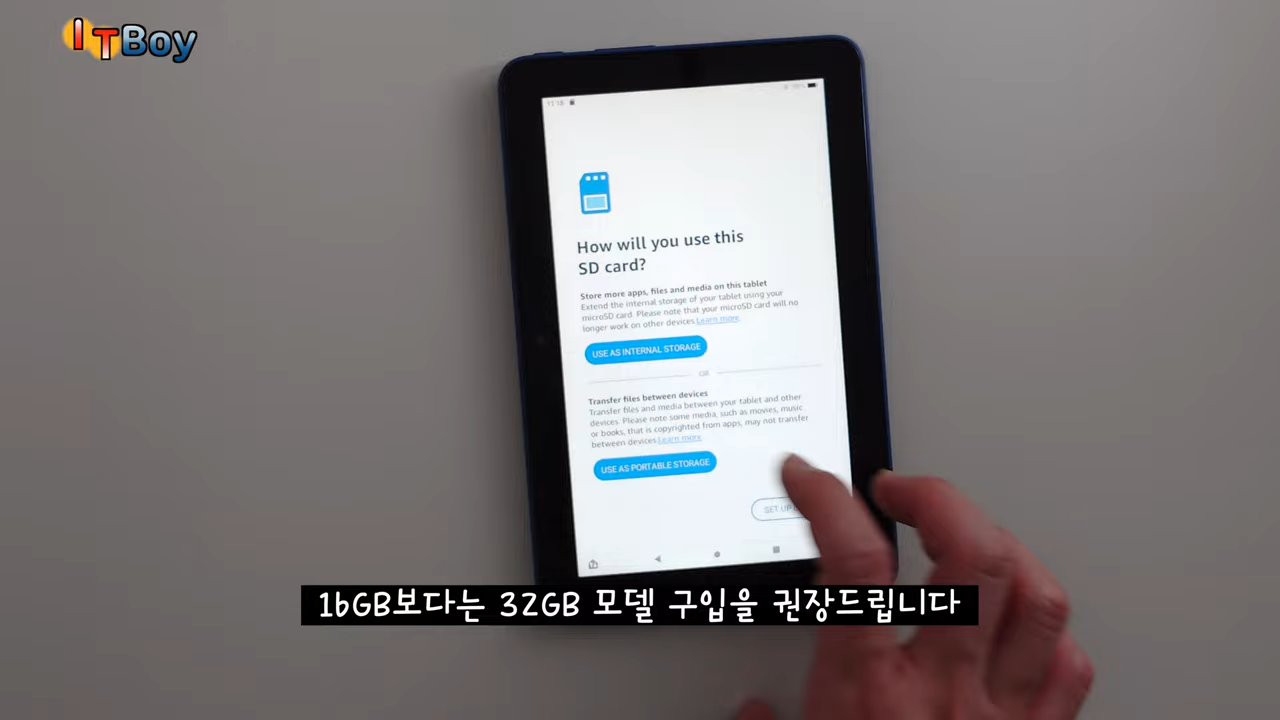 ITBoy
11:18
How will you use this
SD card?
Store more apps, files and media on this tablet
Extend the internal storage of your tablet using your
microSD card. Please note that your microSD card will no
longer work on other devices.Learn more.
USE AS INTERNAL STORAGE
OR
Transfer files between devices
Transfer files and media between your tablet and other
devices. Please note some media, such as movies, music
or books, that is copyrighted from apps, may not transfer
between devices.Learn more.
USE AS PORTABLE STORAGE
SET UP
16GB보다는 32GB 모델 구입을 권장드립니다